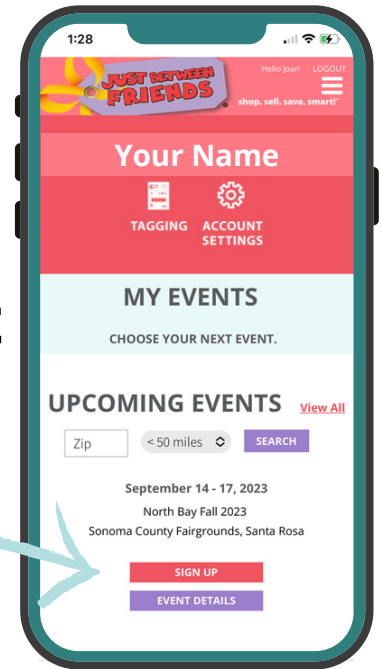 1:28
Hello Joan LOGOUT
JUST BETWEEN
FRIENDS
shop. sell. save. smart!™
Your Name
TAGGING ACCOUNT
SETTINGS
MY EVENTS
CHOOSE YOUR NEXT EVENT.
UPCOMING EVENTS View All
Zip < 50 miles SEARCH
September 14 - 17, 2023
North Bay Fall 2023
Sonoma County Fairgrounds, Santa Rosa
SIGN UP
EVENT DETAILS